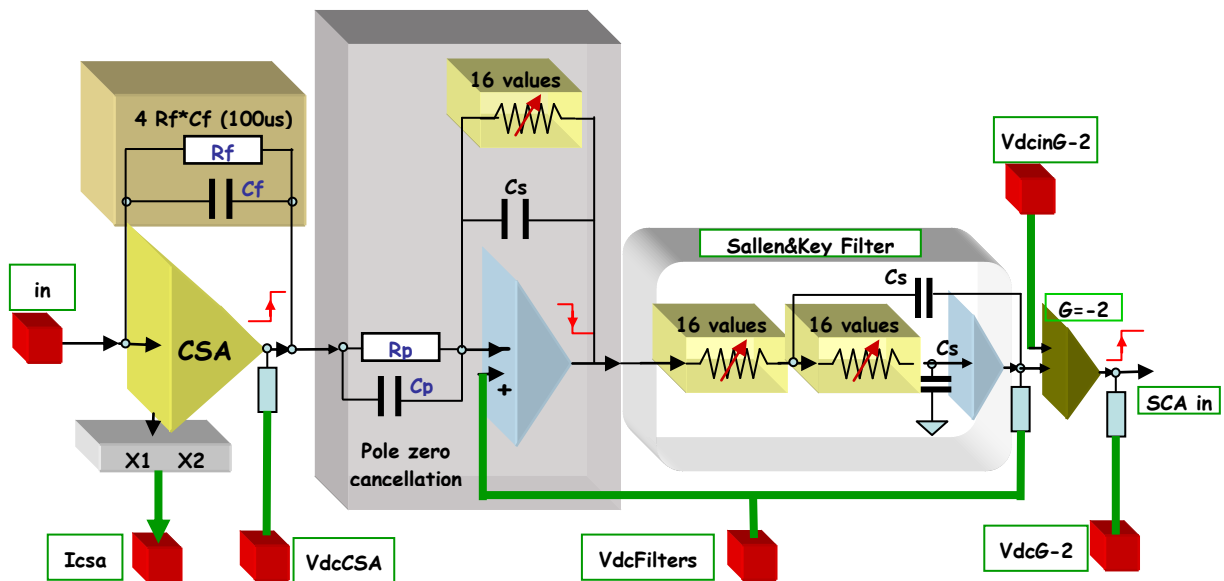 16 values
4 Rf*Cf (100us)
Rf
Cf
VdcinG-2
Cs
Sallen&Key Filter
in
Cs
G=-2
CSA
16 values
16 values
Rp
Cs
Cp
+
SCA in
Pole zero
cancellation
X1 X2
Icsa
VdcCSA
VdcFilters
VdcG-2